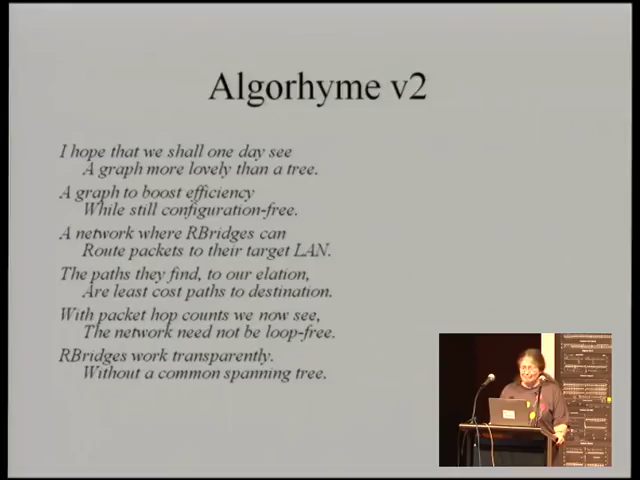 Algorhyme v2
I hope that we shall one day see
A graph more lovely than a tree.
A graph to boost efficiency
While still configuration-free.
A network where RBridges can
Route packets to their target LAN.
The paths they find, to our elation,
Are least cost paths to destination.
With packet hop counts we now see,
The network need not be loop-free.
RBridges work transparently.
Without a common spanning tree.